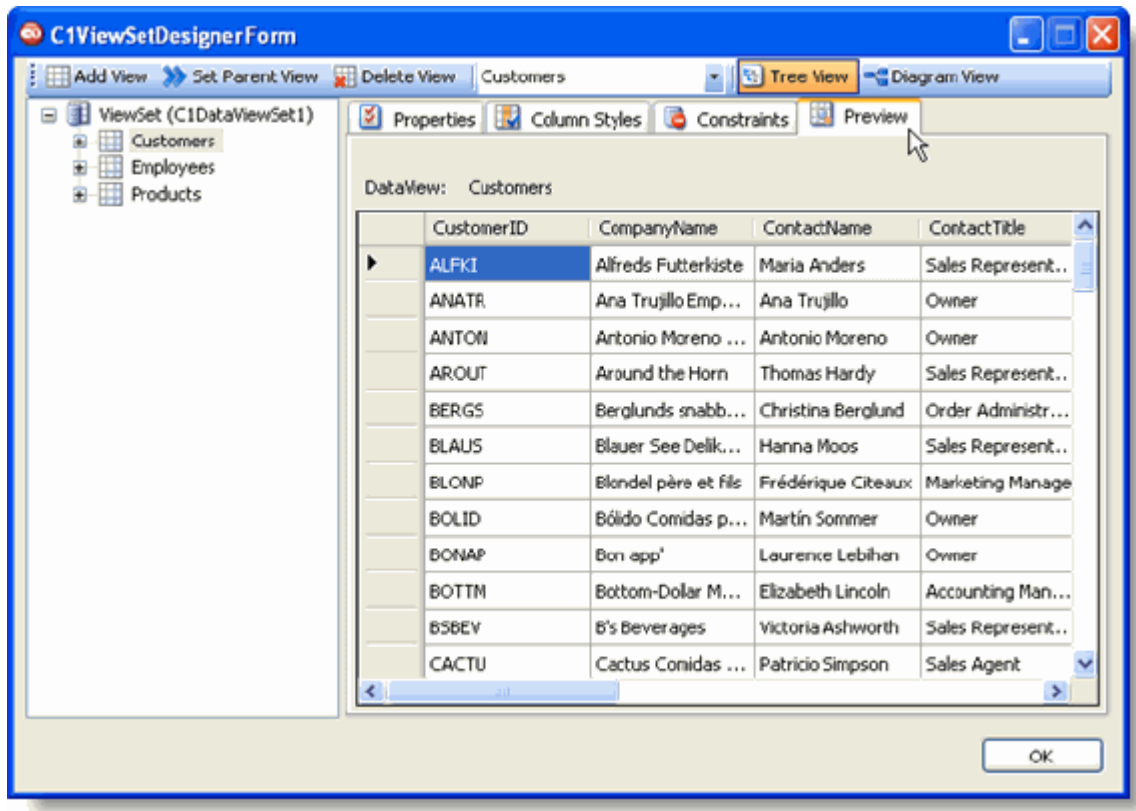 C1ViewSetDesignerForm
Add View Set Parent View Delete View Customers Tree View Diagram View
ViewSet (C1DataViewSet1)
Customers
Employees
Products
Properties Column Styles Constraints Preview
DataView: Customers
CustomerID CompanyName ContactName ContactTitle
ALFKI Alfreds Futterkiste Maria Anders Sales Represent...
ANATR Ana Trujillo Emp... Ana Trujillo Owner
ANTON Antonio Moreno ... Antonio Moreno Owner
AROUT Around the Horn Thomas Hardy Sales Represent...
BERGS Berglunds snabb... Christina Berglund Order Administr...
BLAUS Blauer See Delik... Hanna Moos Sales Represent...
BLONP Blondel père et fils Frédérique Citeaux Marketing Manage
BOLID Bólido Comidas p... Martín Sommer Owner
BONAP Bon app' Laurence Lebihan Owner
BOTTM Bottom-Dollar M... Elizabeth Lincoln Accounting Man...
BSBEV B's Beverages Victoria Ashworth Sales Represent...
CACTU Cactus Comidas ... Patricio Simpson Sales Agent
OK